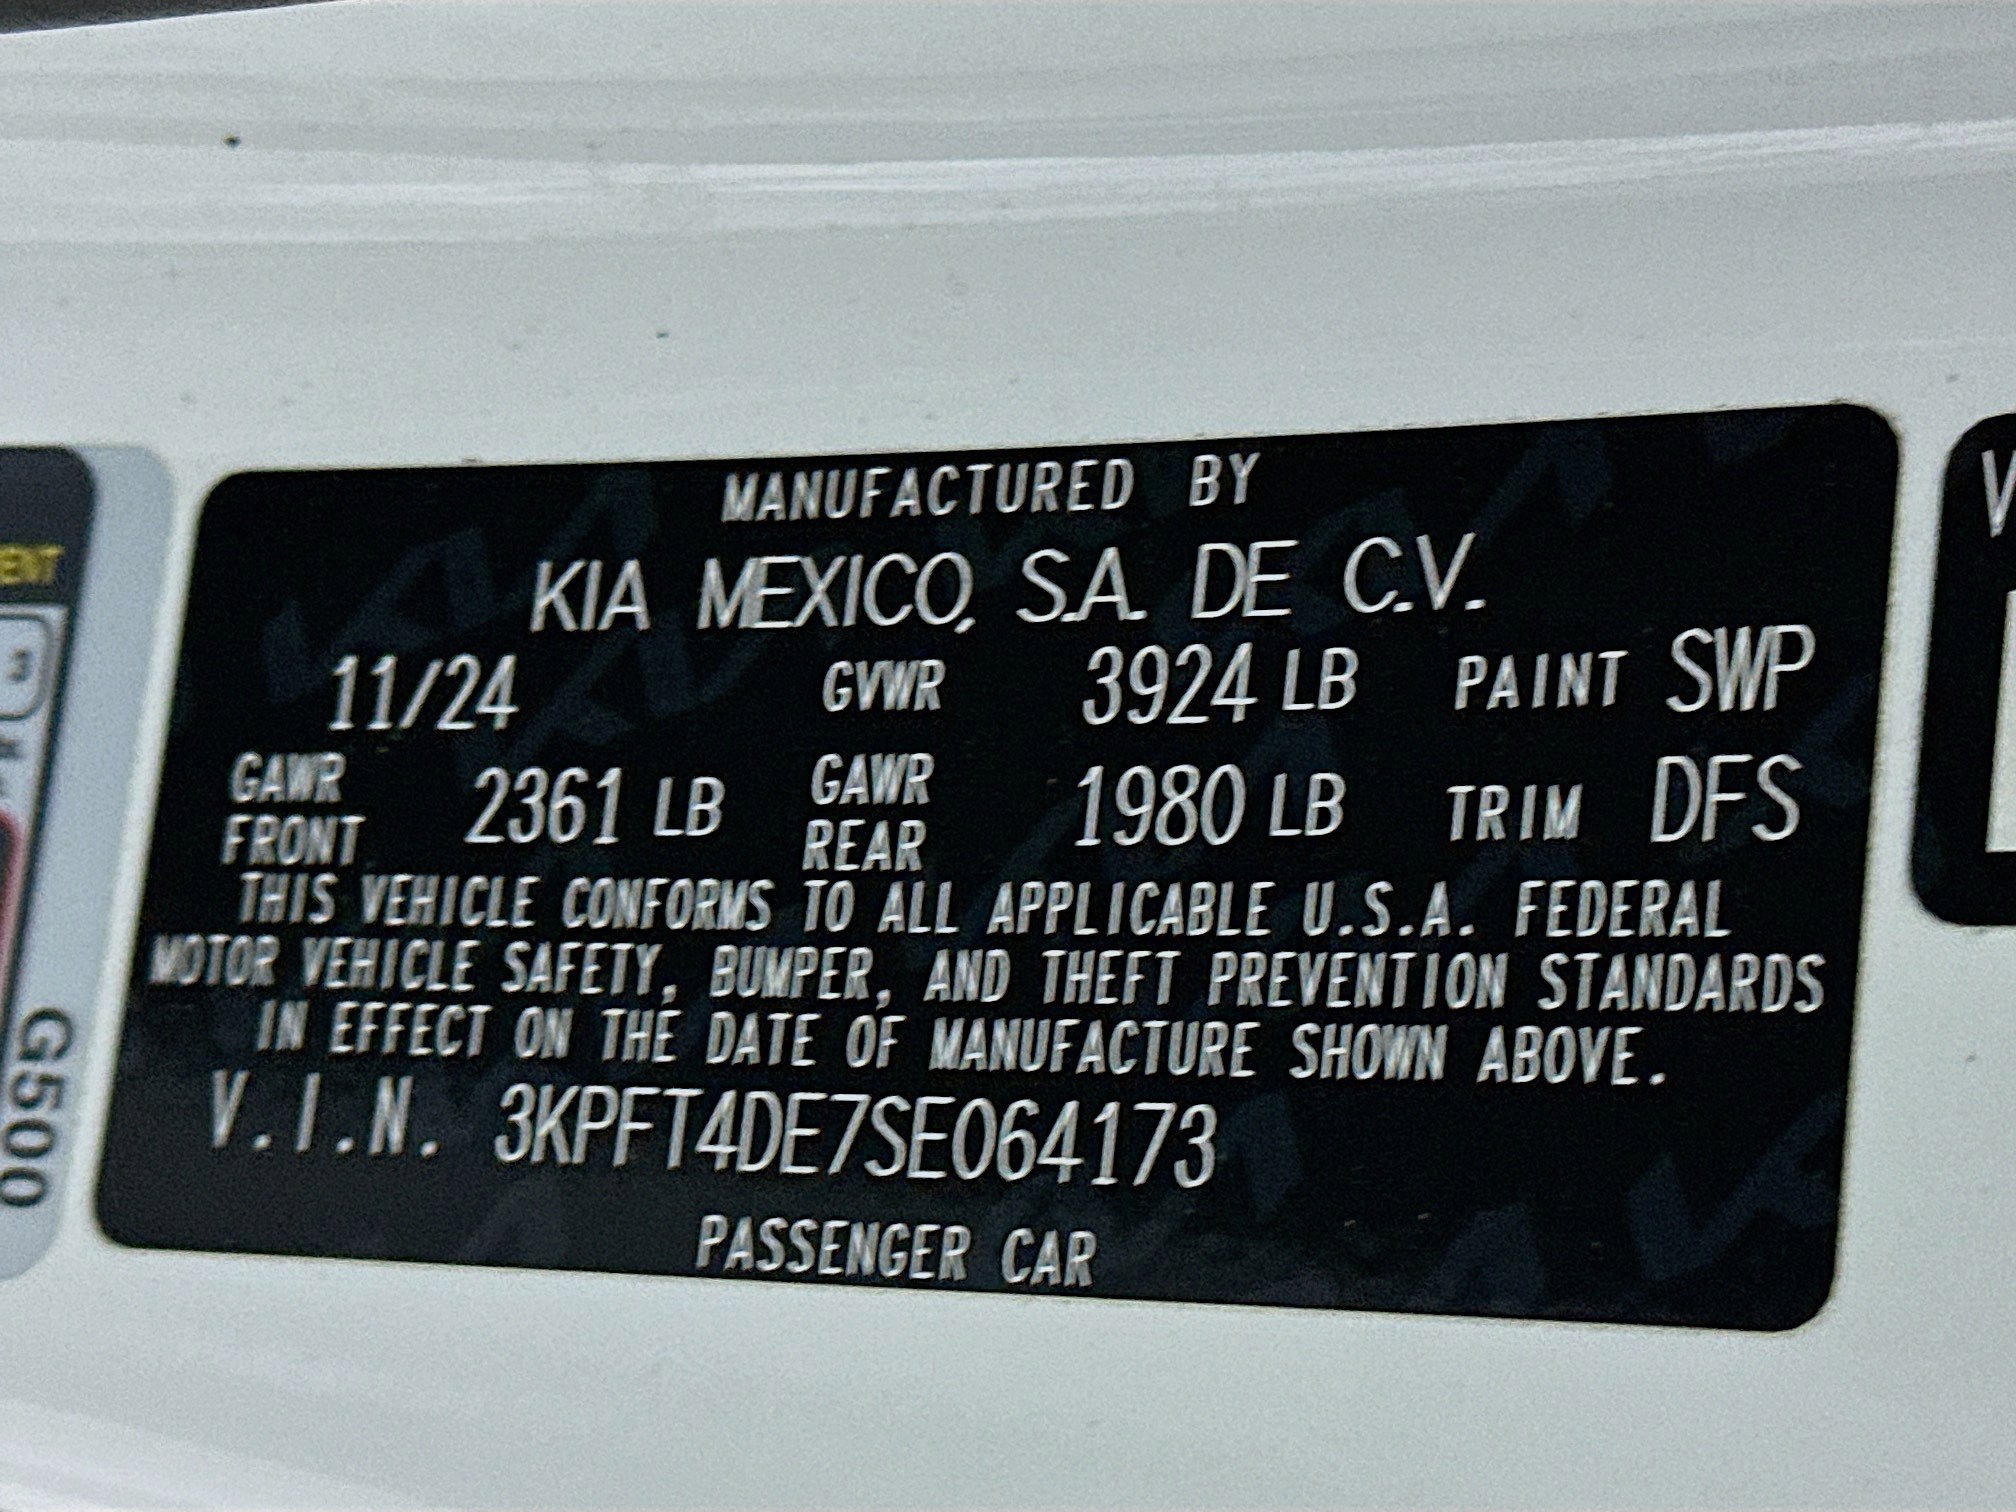 MANUFACTURED BY
KIA MEXICO, S.A. DE C.V.
11/24 GVWR 3924 LB PAINT SWP
GAWR FRONT 2361 LB GAWR REAR 1980 LB TRIM DFS
THIS VEHICLE CONFORMS TO ALL APPLICABLE U.S.A. FEDERAL
MOTOR VEHICLE SAFETY, BUMPER, AND THEFT PREVENTION STANDARDS
IN EFFECT ON THE DATE OF MANUFACTURE SHOWN ABOVE.
V.I.N. 3KPFT4DE7SE064173
PASSENGER CAR
G500